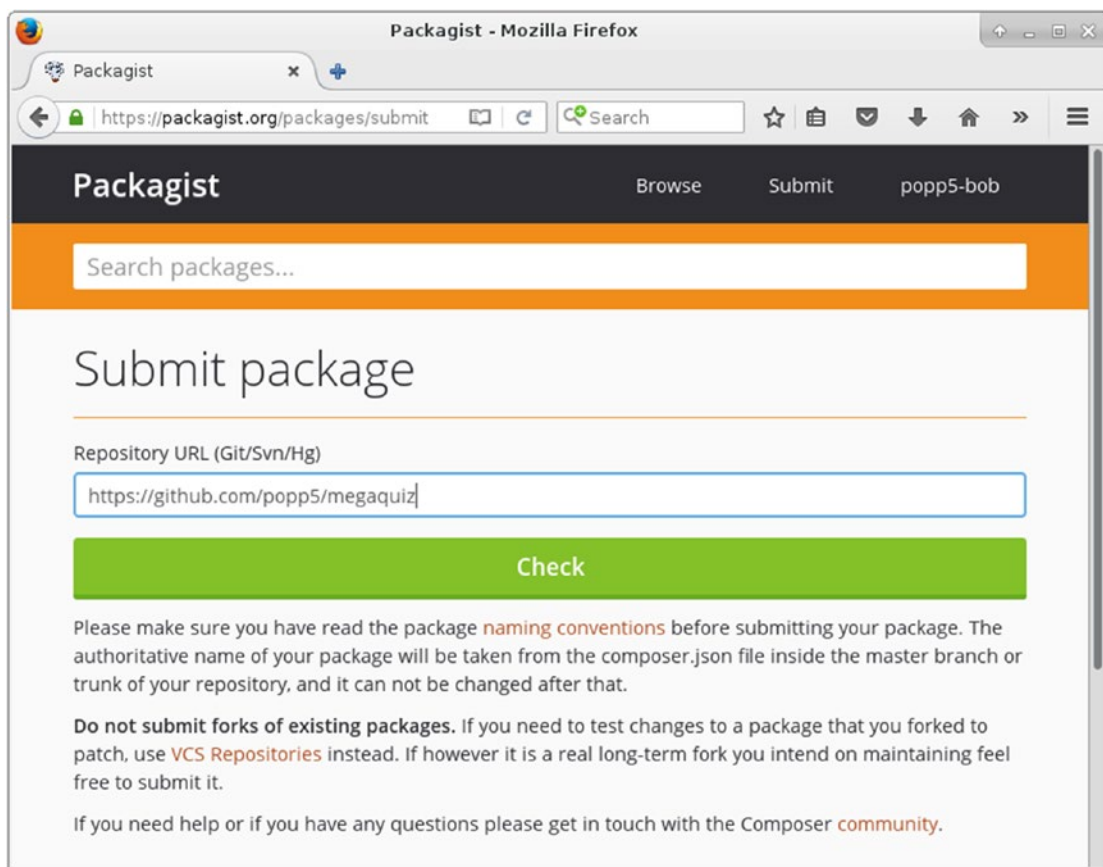 Packagist - Mozilla Firefox
Packagist
https://packagist.org/packages/submit
Search
Packagist
Browse
Submit
popp5-bob
Search packages...
Submit package
Repository URL (Git/Svn/Hg)
https://github.com/popp5/megaquiz
Check
Please make sure you have read the package naming conventions before submitting your package. The
authoritative name of your package will be taken from the composer.json file inside the master branch or
trunk of your repository, and it can not be changed after that.
Do not submit forks of existing packages. If you need to test changes to a package that you forked to
patch, use VCS Repositories instead. If however it is a real long-term fork you intend on maintaining feel
free to submit it.
If you need help or if you have any questions please get in touch with the Composer community.